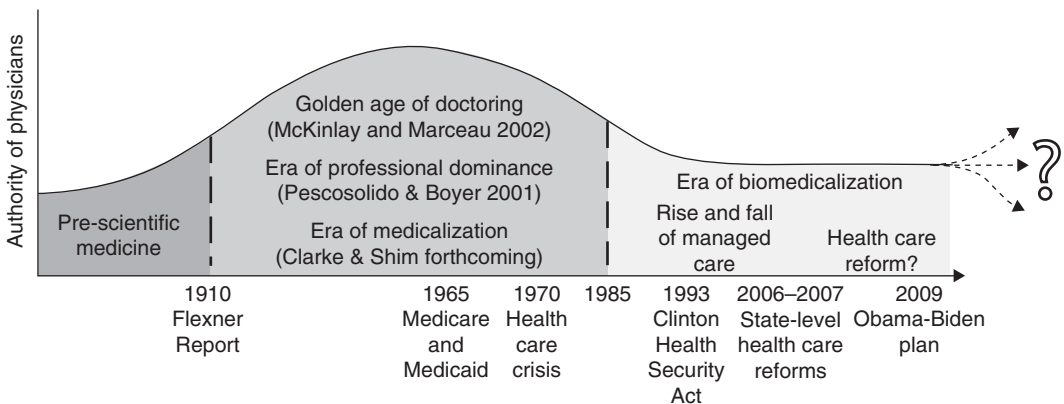 Authority of physicians
Golden age of doctoring
(McKinlay and Marceau 2002)
Era of professional dominance
(Pescosolido & Boyer 2001)
Era of medicalization
(Clarke & Shim forthcoming)
Pre-scientific
medicine
Era of biomedicalization
Rise and fall
of managed
care
Health care
reform?
?
1910
Flexner
Report
1965
Medicare
and
Medicaid
1970
Health
care
crisis
1985
1993
Clinton
Health
Security
Act
2006–2007
State-level
health care
reforms
2009
Obama-Biden
plan